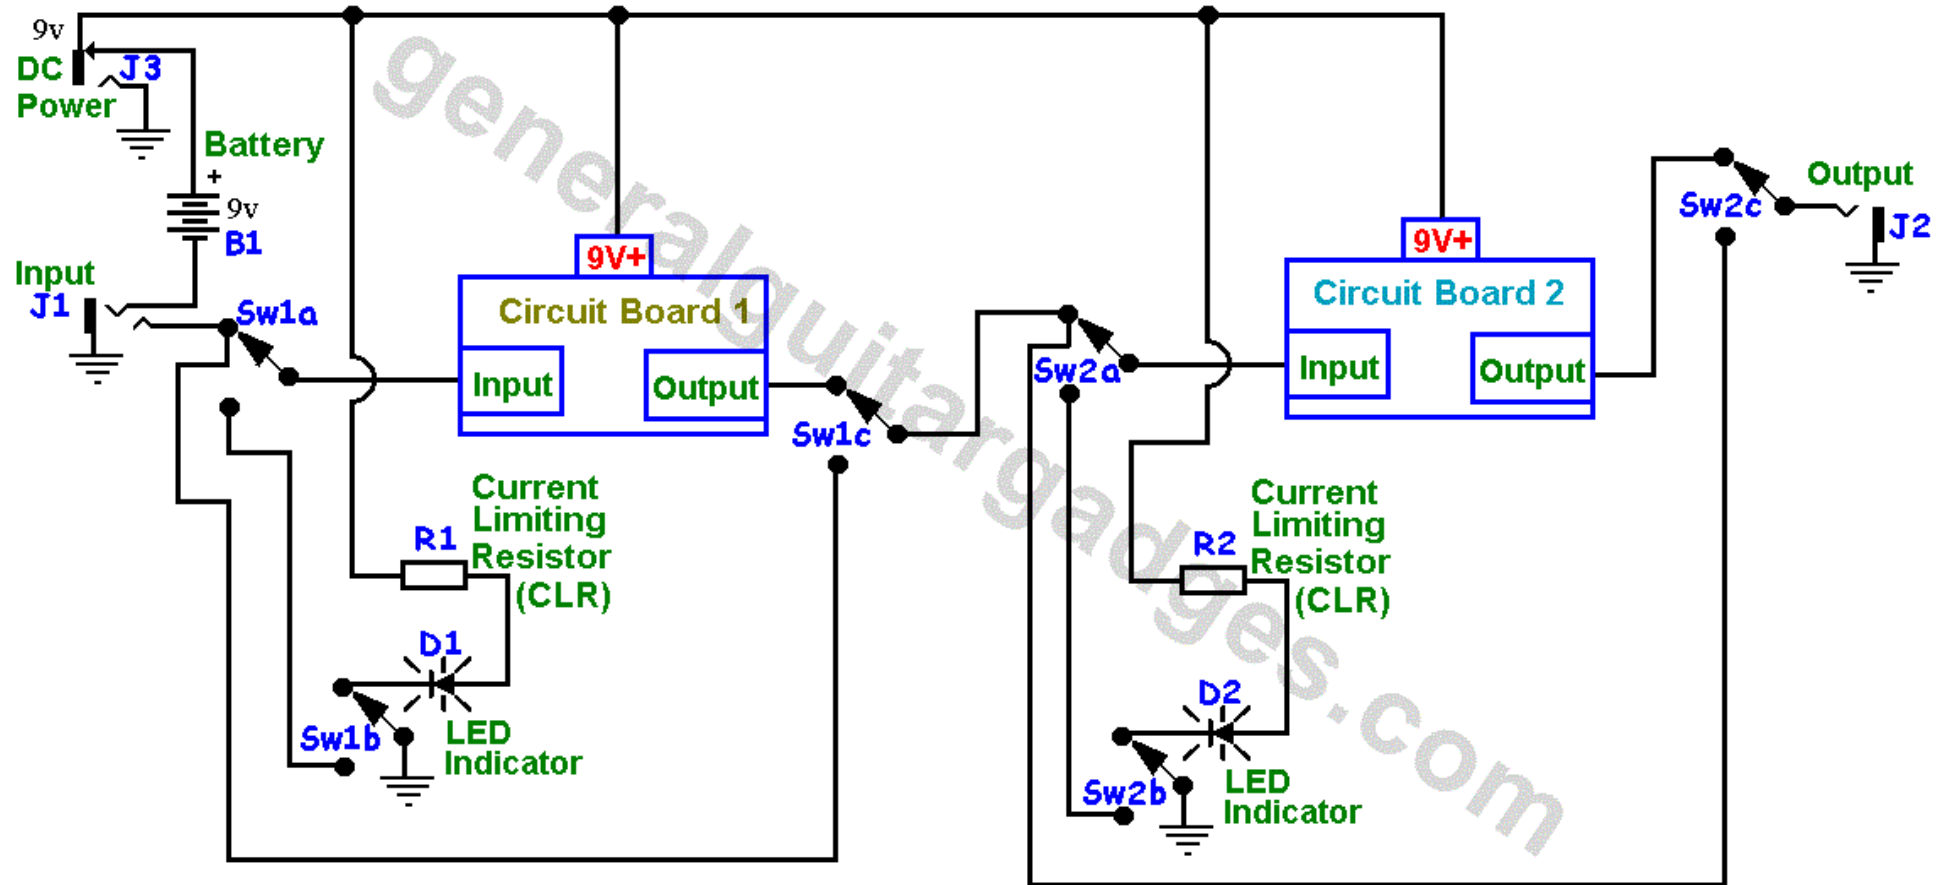 9v
DC
Power
J3
Battery
+
9v
B1
Input
J1
Sw1a
9V+
Circuit Board 1
Input
Output
Sw1c
Current
Limiting
Resistor
(CLR)
R1
D1
LED
Indicator
Sw1b
Sw2a
9V+
Circuit Board 2
Input
Output
Sw2c
Output
J2
Current
Limiting
Resistor
(CLR)
R2
D2
LED
Indicator
Sw2b
generalguitargadges.com